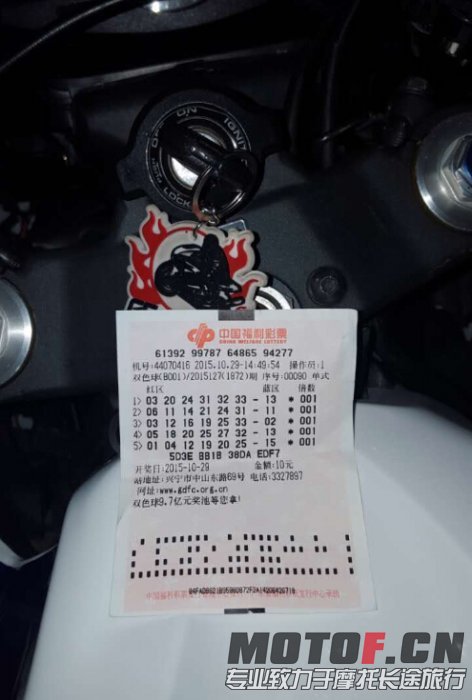 ON
IGNITION
LOCK
中国福利彩票
CHINA WELFARE LOTTERY
61392 99787 64865 94277
机号:44070416 2015.10.29-14:49:54 操作员:1
双色球(B001)/2015127(1872)期 序号:00090 单式
红区 蓝区 倍数
1> 03 20 24 31 32 33 - 13 * 001
2> 06 11 14 21 24 31 - 11 * 001
3> 03 12 16 19 25 33 - 02 * 001
4> 05 18 20 25 27 32 - 13 * 001
5> 01 04 12 19 20 25 - 15 * 001
5D3E BB1B 38DA EDF7
开奖日:2015-10-29 金额:10元
站地址:兴宁市中山东路69号 电话:3327897
网址:www.gdfc.org.cn
双色球9.7亿元奖池等您拿!
MOTOF.CN
专业致力于摩托长途旅行